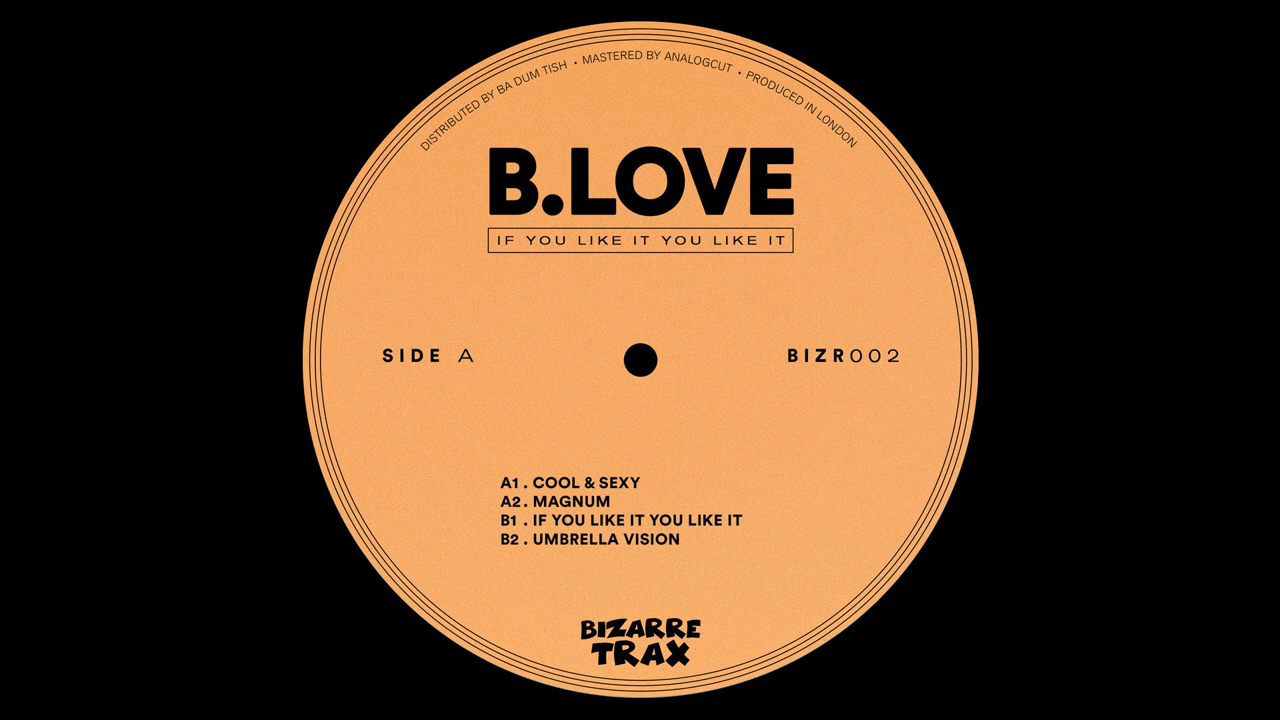 DISTRIBUTED BY BA DUM TISH • MASTERED BY ANALOGCUT • PRODUCED IN LONDON
B.LOVE
IF YOU LIKE IT YOU LIKE IT
SIDE A
BIZR002
A1 . COOL & SEXY
A2 . MAGNUM
B1 . IF YOU LIKE IT YOU LIKE IT
B2 . UMBRELLA VISION
BIZARRE
TRAX